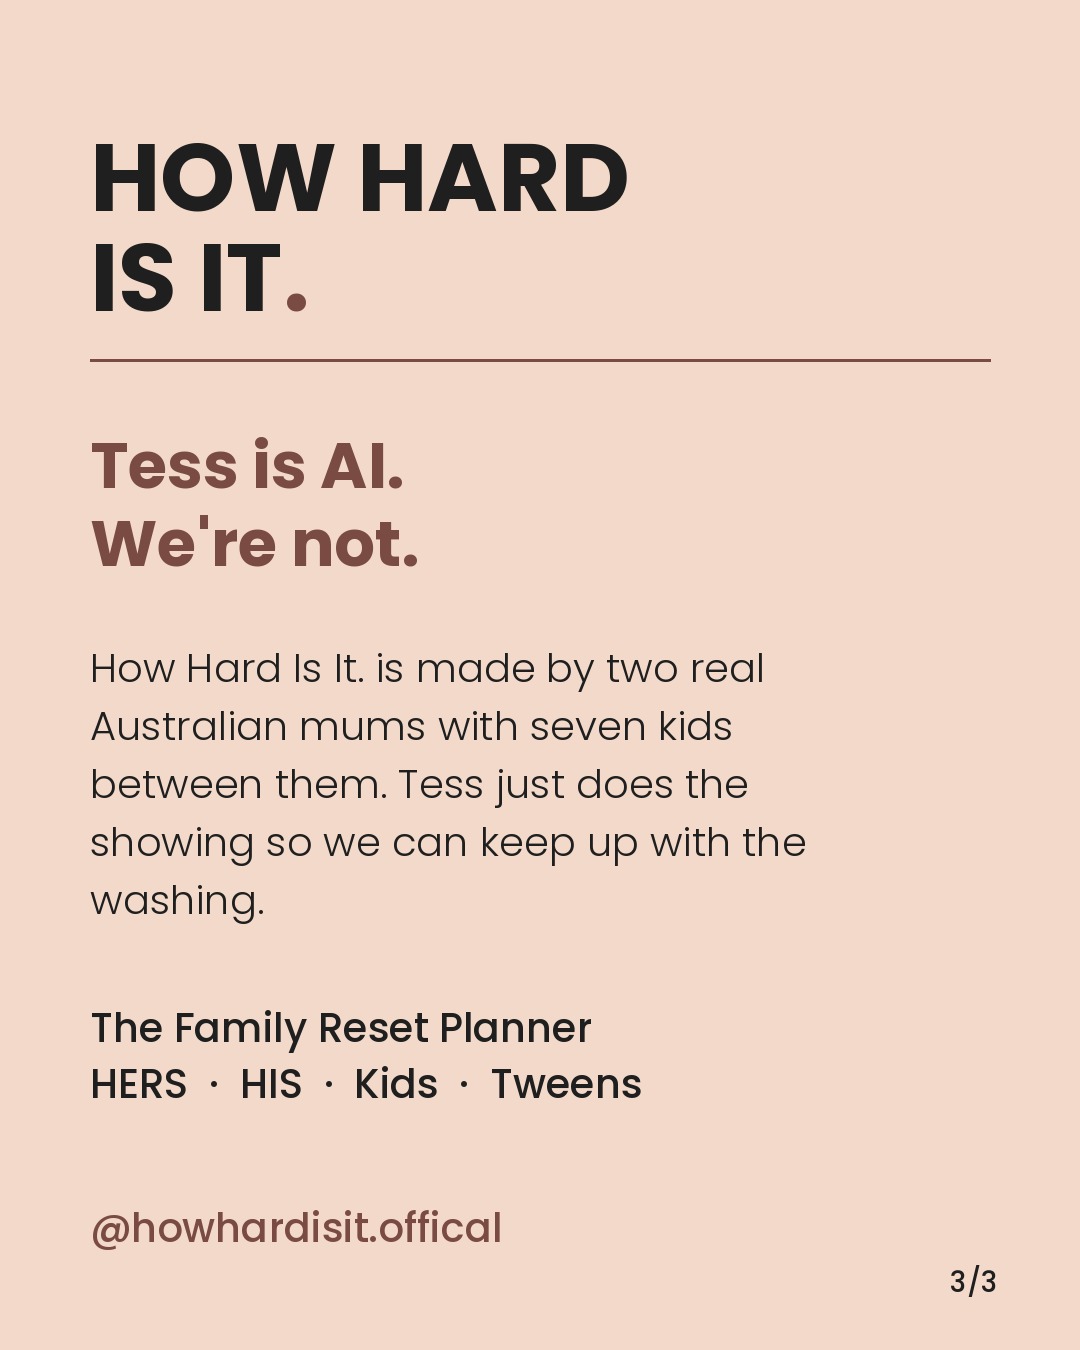 HOW HARD
IS IT.
Tess is AI.
We're not.
How Hard Is It. is made by two real
Australian mums with seven kids
between them. Tess just does the
showing so we can keep up with the
washing.
The Family Reset Planner
HERS · HIS · Kids · Tweens
@howhardisit.offical
3/3